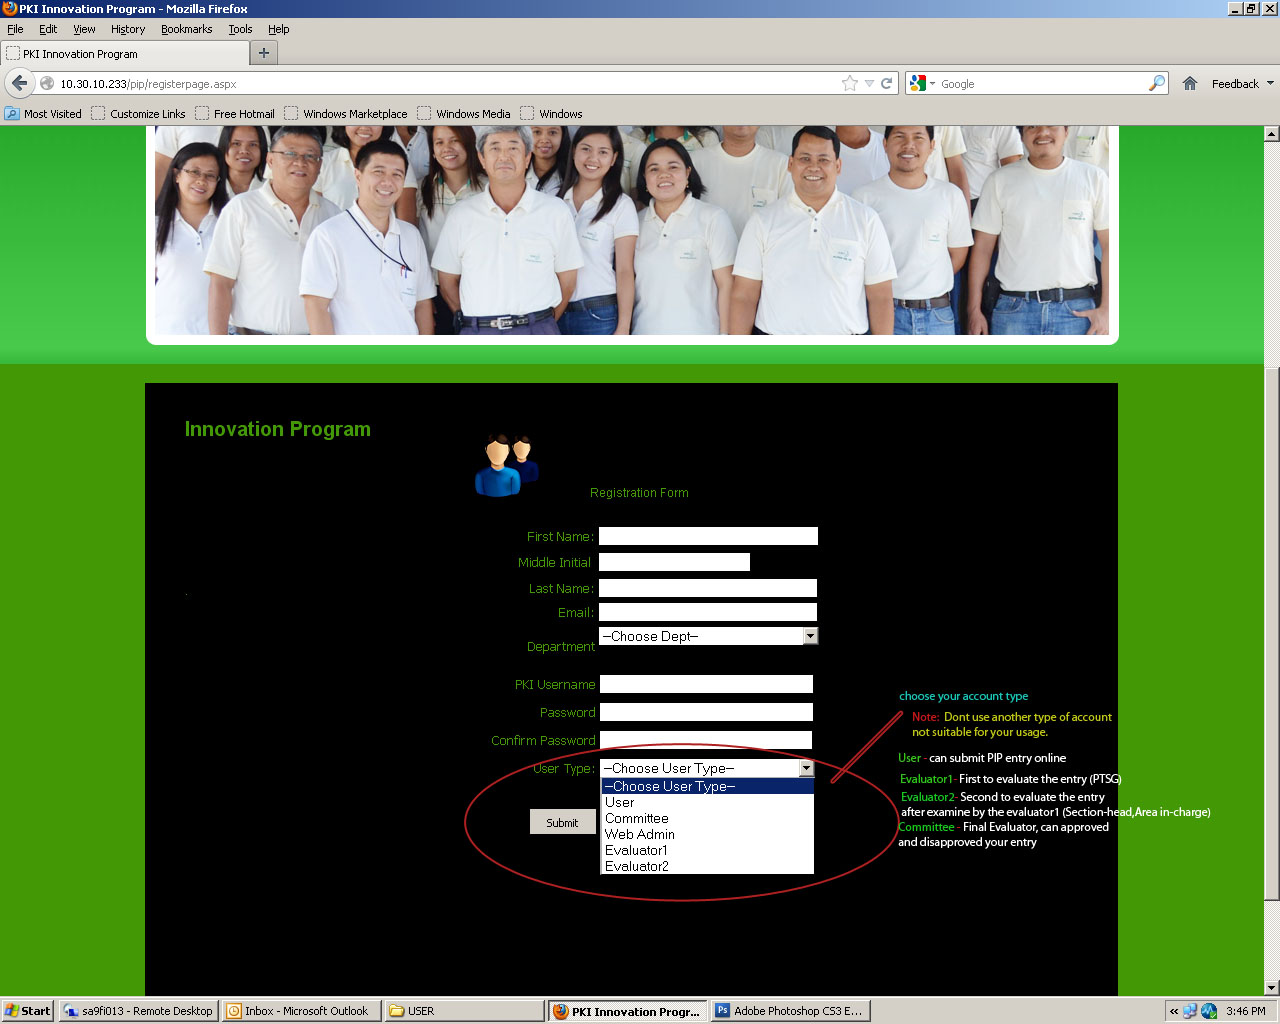 PKI Innovation Program - Mozilla Firefox
File Edit View History Bookmarks Tools Help
PKI Innovation Program
10.30.10.233/pip/registerpage.aspx
Google
Feedback
Most Visited Customize Links Free Hotmail Windows Marketplace Windows Media Windows
Innovation Program
Registration Form
First Name:
Middle Initial
Last Name:
Email:
--Choose Dept--
Department
PKI Username
Password
Confirm Password
User Type: --Choose User Type--
--Choose User Type--
User
Committee
Web Admin
Evaluator1
Evaluator2
Submit
choose your account type
Note: Dont use another type of account
not suitable for your usage.
User - can submit PIP entry online
Evaluator1- First to evaluate the entry (PTSG)
Evaluator2- Second to evaluate the entry
after examine by the evaluator1 (Section-head,Area in-charge)
Committee - Final Evaluator, can approved
and disapproved your entry
Start sa9fi013 - Remote Desktop Inbox - Microsoft Outlook USER PKI Innovation Progr... Adobe Photoshop CS3 E... 3:46 PM